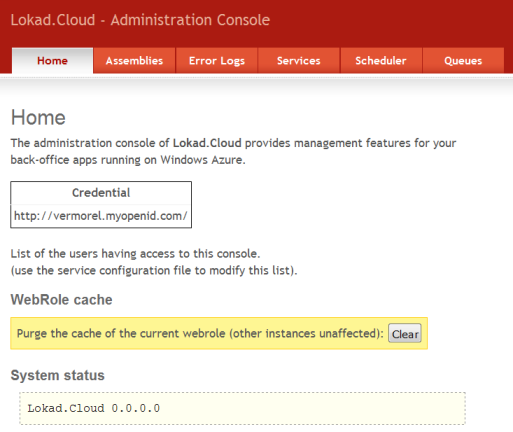 Lokad.Cloud - Administration Console
Home Assemblies Error Logs Services Scheduler Queues
Home
The administration console of Lokad.Cloud provides management features for your
back-office apps running on Windows Azure.
Credential
http://vermorel.myopenid.com/
List of the users having access to this console.
(use the service configuration file to modify this list).
WebRole cache
Purge the cache of the current webrole (other instances unaffected): Clear
System status
Lokad.Cloud 0.0.0.0